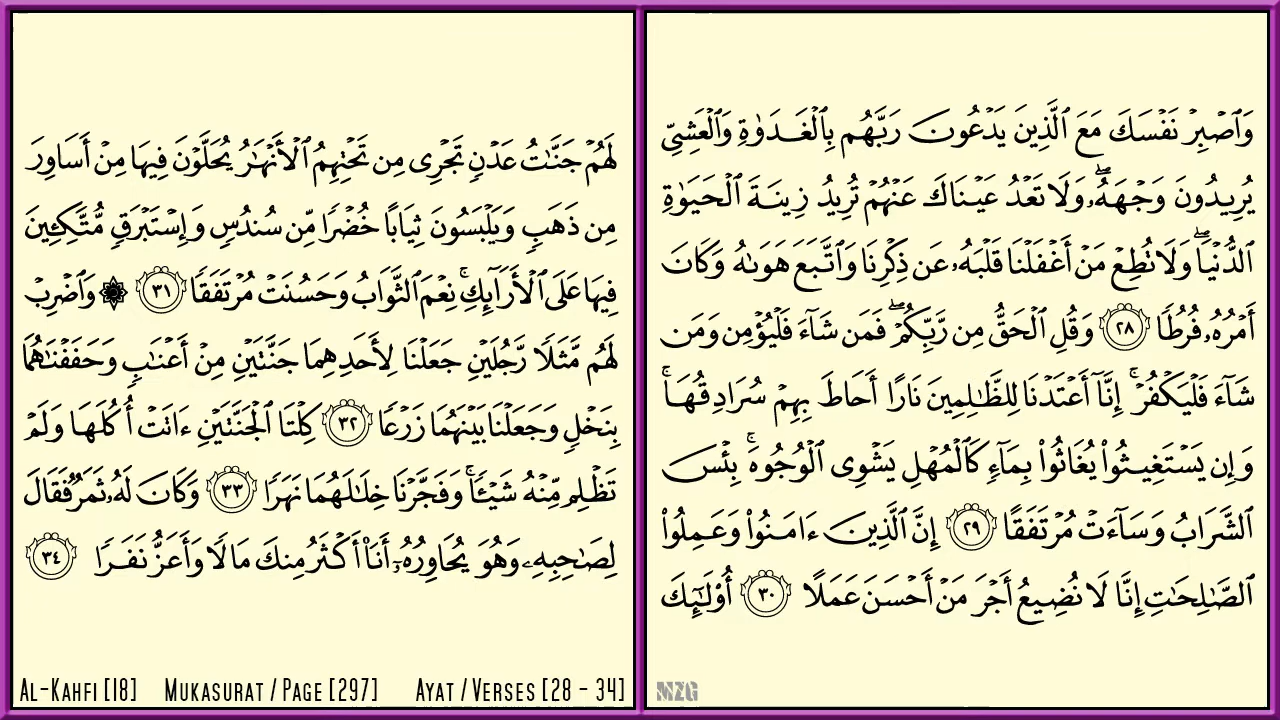 وَٱصْبِرْ نَفْسَكَ مَعَ ٱلَّذِينَ يَدْعُونَ رَبَّهُم بِٱلْغَدَوٰةِ وَٱلْعَشِىِّ
يُرِيدُونَ وَجْهَهُۥ ۖ وَلَا تَعْدُ عَيْنَاكَ عَنْهُمْ تُرِيدُ زِينَةَ ٱلْحَيَوٰةِ
ٱلدُّنْيَا ۖ وَلَا تُطِعْ مَنْ أَغْفَلْنَا قَلْبَهُۥ عَن ذِكْرِنَا وَٱتَّبَعَ هَوَىٰهُ وَكَانَ
أَمْرُهُۥ فُرُطًا ٢٨ وَقُلِ ٱلْحَقُّ مِن رَّبِّكُمْ ۖ فَمَن شَآءَ فَلْيُؤْمِن وَمَن
شَآءَ فَلْيَكْفُرْ ۚ إِنَّآ أَعْتَدْنَا لِلظَّـٰلِمِينَ نَارًا أَحَاطَ بِهِمْ سُرَادِقُهَا ۚ
وَإِن يَسْتَغِيثُوا۟ يُغَاثُوا۟ بِمَآءٍ كَٱلْمُهْلِ يَشْوِى ٱلْوُجُوهَ ۚ بِئْسَ
ٱلشَّرَابُ وَسَآءَتْ مُرْتَفَقًا ٢٩ إِنَّ ٱلَّذِينَ ءَامَنُوا۟ وَعَمِلُوا۟
ٱلصَّـٰلِحَـٰتِ إِنَّا لَا نُضِيعُ أَجْرَ مَنْ أَحْسَنَ عَمَلًا ٣٠ أُو۟لَـٰٓئِكَ
لَهُمْ جَنَّـٰتُ عَدْنٍ تَجْرِى مِن تَحْتِهِمُ ٱلْأَنْهَـٰرُ يُحَلَّوْنَ فِيهَا مِنْ أَسَاوِرَ
مِن ذَهَبٍ وَيَلْبَسُونَ ثِيَابًا خُضْرًا مِّن سُندُسٍ وَإِسْتَبْرَقٍ مُّتَّكِـِٔينَ
فِيهَا عَلَى ٱلْأَرَآئِكِ ۚ نِعْمَ ٱلثَّوَابُ وَحَسُنَتْ مُرْتَفَقًا ٣١ ۞ وَٱضْرِبْ
لَهُم مَّثَلًا رَّجُلَيْنِ جَعَلْنَا لِأَحَدِهِمَا جَنَّتَيْنِ مِنْ أَعْنَـٰبٍ وَحَفَفْنَـٰهُمَا
بِنَخْلٍ وَجَعَلْنَا بَيْنَهُمَا زَرْعًا ٣٢ كِلْتَا ٱلْجَنَّتَيْنِ ءَاتَتْ أُكُلَهَا وَلَمْ
تَظْلِم مِّنْهُ شَيْـًٔا ۚ وَفَجَّرْنَا خِلَـٰلَهُمَا نَهَرًا ٣٣ وَكَانَ لَهُۥ ثَمَرٌ فَقَالَ
لِصَـٰحِبِهِۦ وَهُوَ يُحَاوِرُهُۥٓ أَنَا۠ أَكْثَرُ مِنكَ مَالًا وَأَعَزُّ نَفَرًا ٣٤
Al-Kahfi [18] Mukasurat / Page [297] Ayat / Verses [28 - 34]
MZG